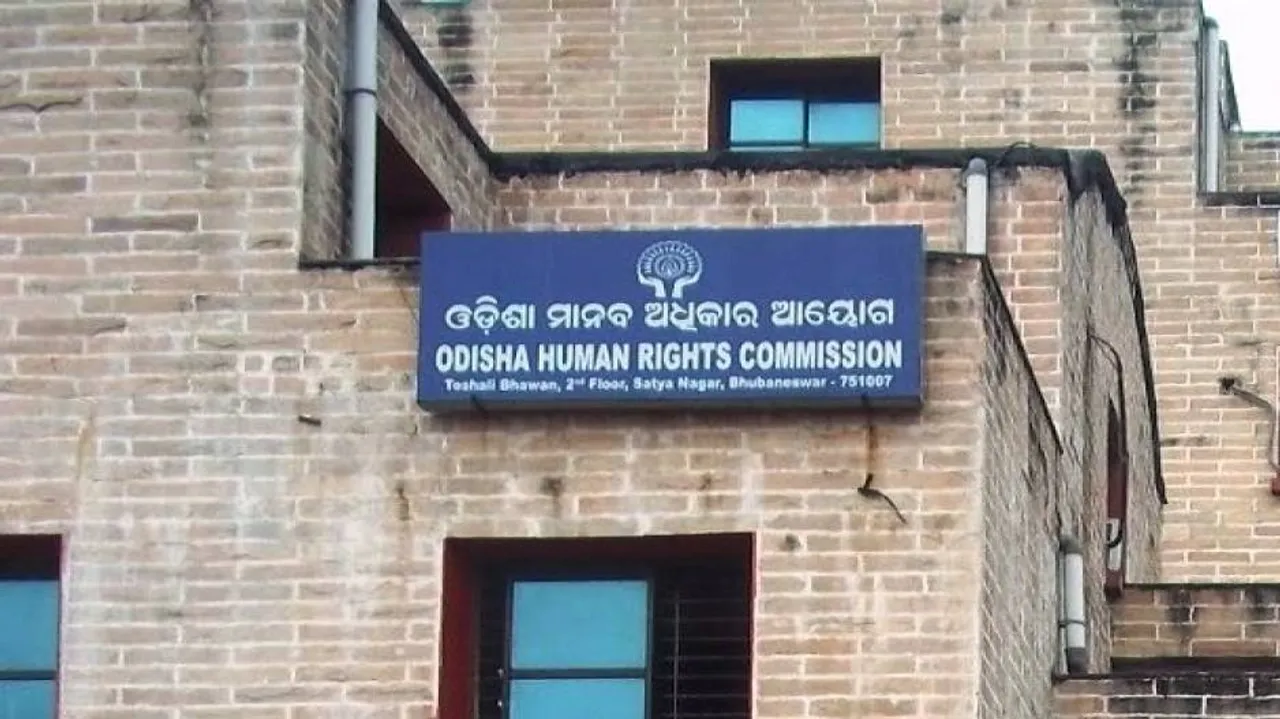 ଓଡ଼ିଶା ମାନବ ଅଧିକାର ଆୟୋଗ
ODISHA HUMAN RIGHTS COMMISSION
Toshali Bhawan, 2nd Floor, Satya Nagar, Bhubaneswar - 751007